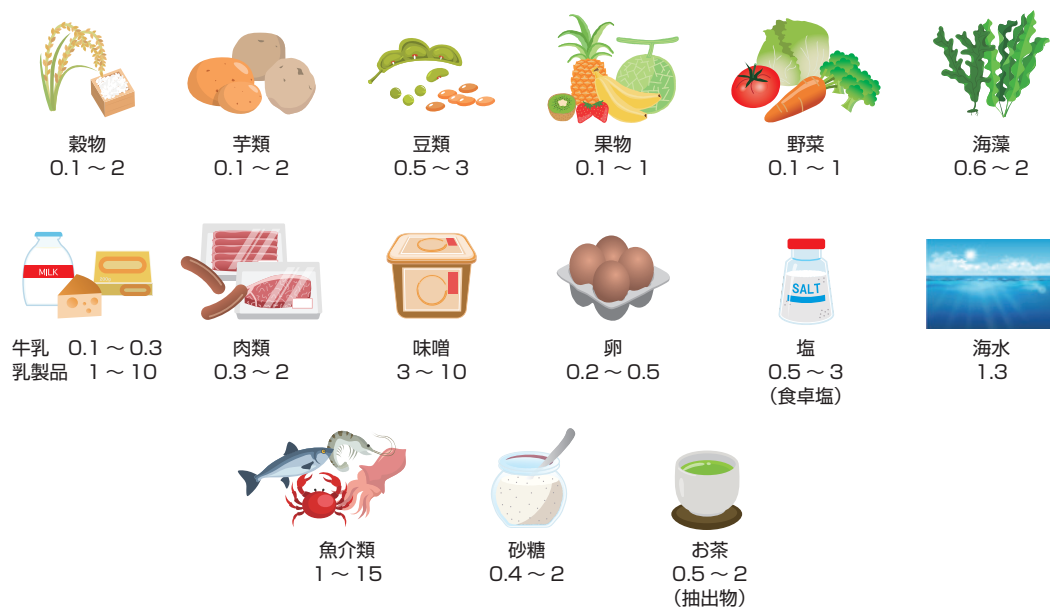 穀物
0.1～2
芋類
0.1～2
豆類
0.5～3
果物
0.1～1
野菜
0.1～1
海藻
0.6～2
MILK
牛乳　0.1～0.3
乳製品　1～10
肉類
0.3～2
味噌
3～10
卵
0.2～0.5
SALT
塩
0.5～3
（食卓塩）
海水
1.3
魚介類
1～15
砂糖
0.4～2
お茶
0.5～2
（抽出物）